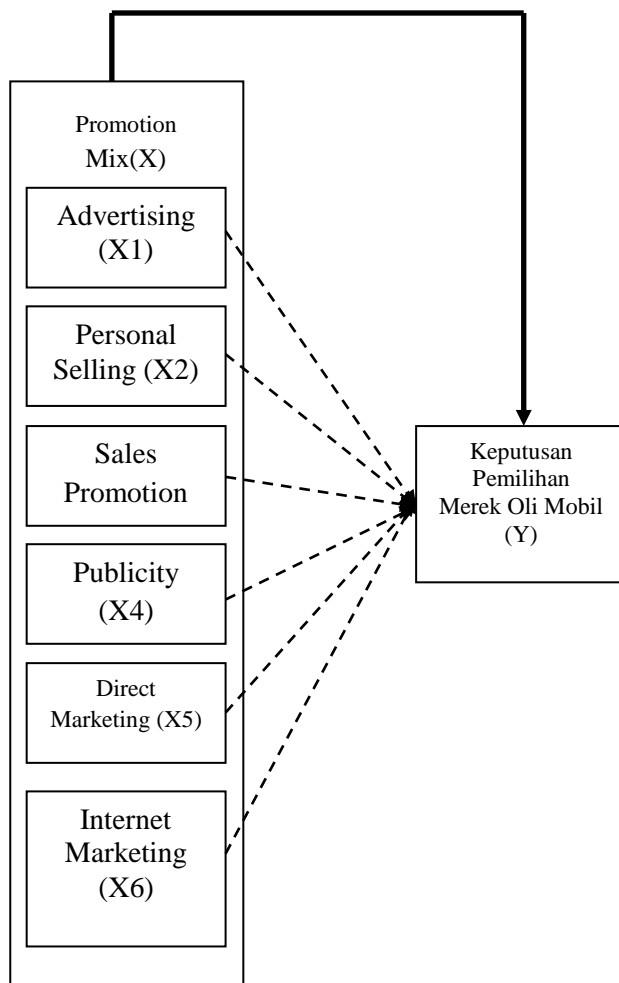 Promotion
Mix(X)
Advertising
(X1)
Personal
Selling (X2)
Sales
Promotion
Publicity
(X4)
Direct
Marketing (X5)
Internet
Marketing
(X6)
Keputusan
Pemilihan
Merek Oli Mobil
(Y)